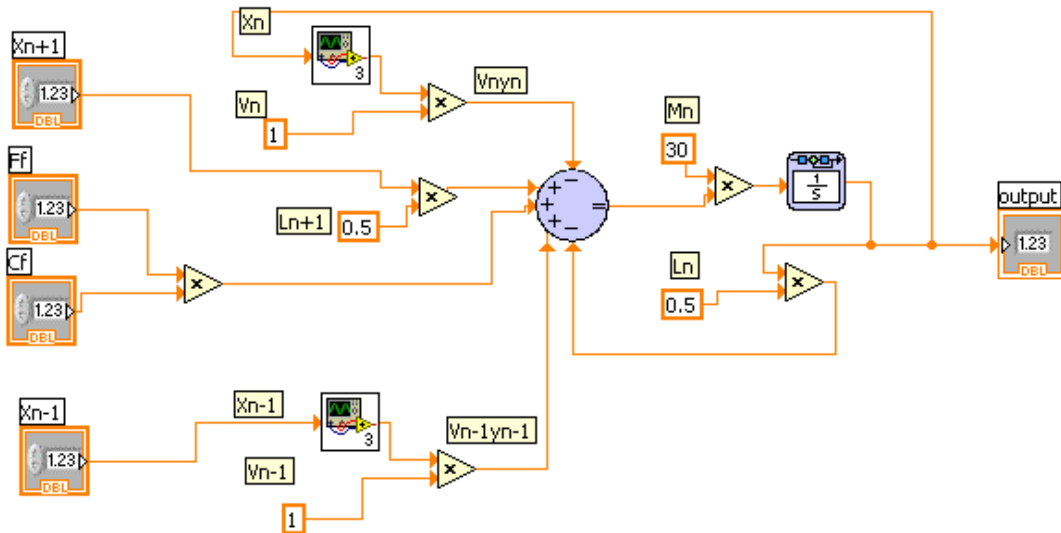 Xn
Xn+1
1.23
DBL
3
Vn
1
×
Vnyn
Mn
30
×
1
s
Ff
1.23
DBL
Ln+1
0.5
×
+
−
+
+
−
=
output
1.23
DBL
Cf
1.23
DBL
×
Ln
0.5
×
Xn-1
1.23
DBL
Xn-1
3
Vn-1
1
×
Vn-1yn-1